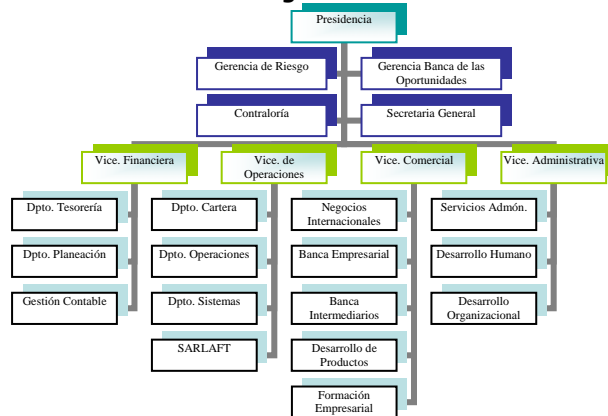 Presidencia
Gerencia de Riesgo
Gerencia Banca de las
Oportunidades
Contraloría
Secretaria General
Vice. Financiera
Vice. de
Operaciones
Vice. Comercial
Vice. Administrativa
Dpto. Tesorería
Dpto. Cartera
Negocios
Internacionales
Servicios Admón.
Dpto. Planeación
Dpto. Operaciones
Banca Empresarial
Desarrollo Humano
Gestión Contable
Dpto. Sistemas
Banca
Intermediarios
Desarrollo
Organizacional
SARLAFT
Desarrollo de
Productos
Formación
Empresarial